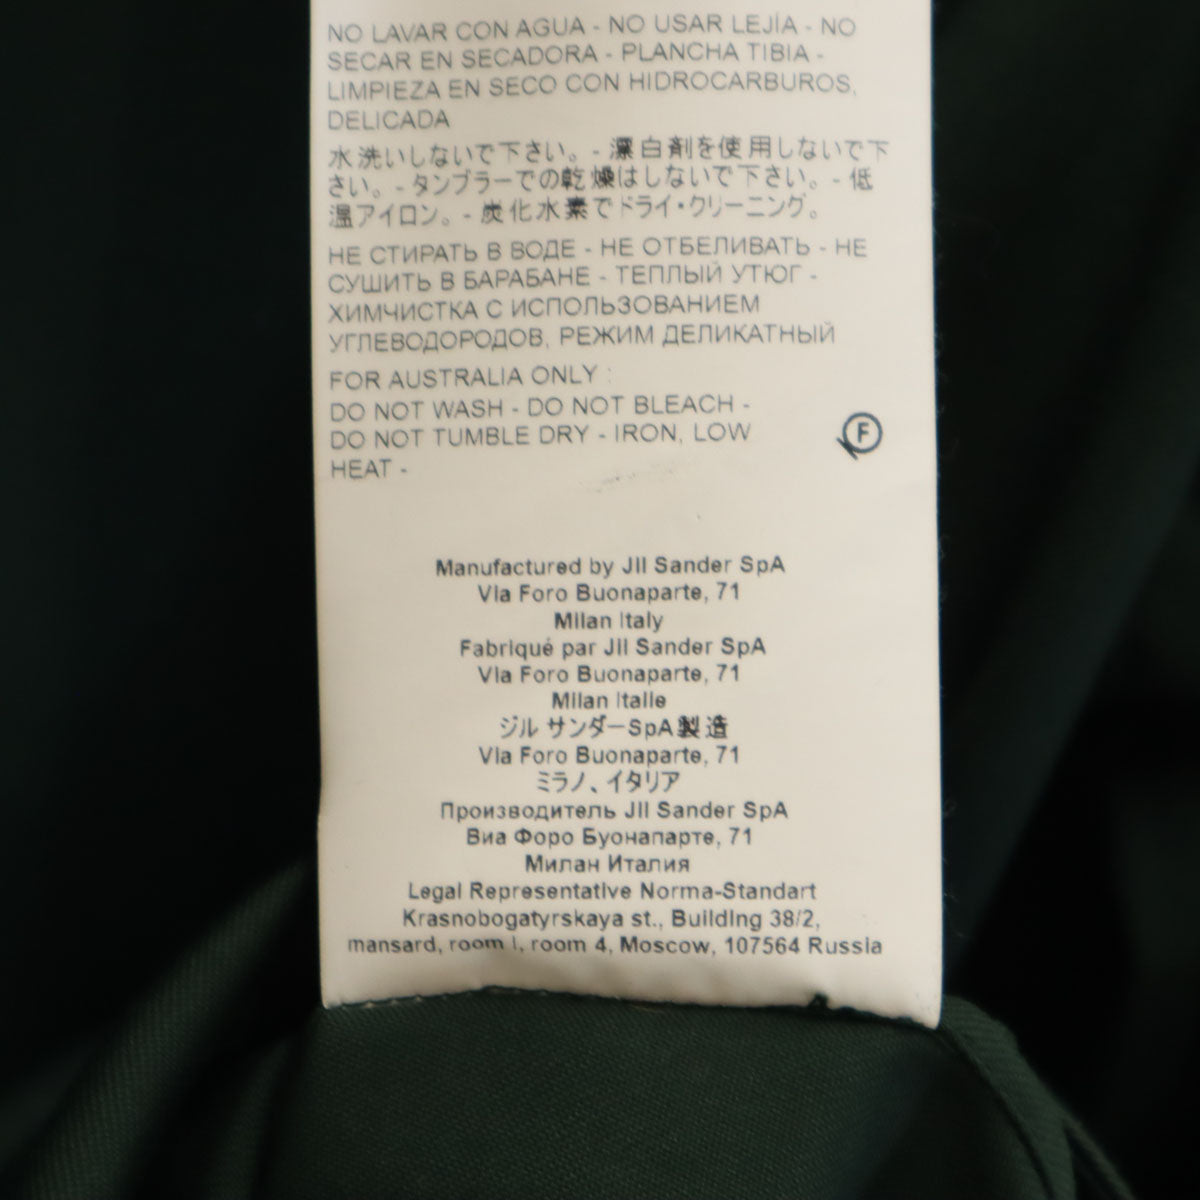 NO LAVAR CON AGUA - NO USAR LEJÍA - NO
SECAR EN SECADORA - PLANCHA TIBIA -
LIMPIEZA EN SECO CON HIDROCARBUROS,
DELICADA
水洗いしないで下さい。- 漂白剤を使用しないで下
さい。- タンブラーでの乾燥はしないで下さい。- 低
温アイロン。- 炭化水素でドライ・クリーニング。
НЕ СТИРАТЬ В ВОДЕ - НЕ ОТБЕЛИВАТЬ - НЕ
СУШИТЬ В БАРАБАНЕ - ТЕПЛЫЙ УТЮГ -
ХИМЧИСТКА С ИСПОЛЬЗОВАНИЕМ
УГЛЕВОДОРОДОВ, РЕЖИМ ДЕЛИКАТНЫЙ
FOR AUSTRALIA ONLY :
DO NOT WASH - DO NOT BLEACH -
DO NOT TUMBLE DRY - IRON, LOW
HEAT -
F
Manufactured by Jil Sander SpA
Via Foro Buonaparte, 71
Milan Italy
Fabriqué par Jil Sander SpA
Via Foro Buonaparte, 71
Milan Italie
ジル サンダーSpA製造
Via Foro Buonaparte, 71
ミラノ、イタリア
Производитель Jil Sander SpA
Виа Форо Буонапарте, 71
Милан Италия
Legal Representative Norma-Standart
Krasnobogatyrskaya st., Building 38/2,
mansard, room I, room 4, Moscow, 107564 Russia